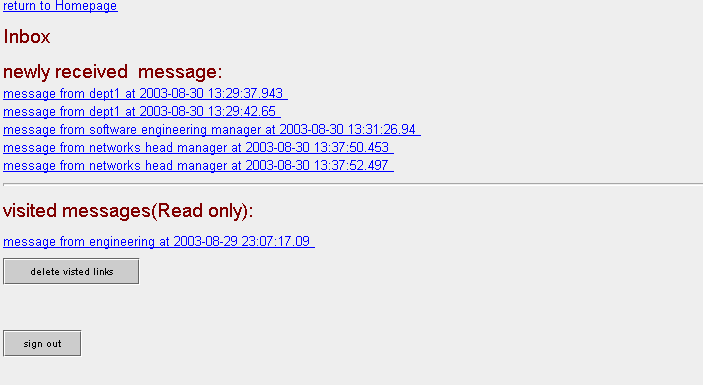 return to Homepage
Inbox
newly received message:
message from dept1 at 2003-08-30 13:29:37.943
message from dept1 at 2003-08-30 13:29:42.65
message from software engineering manager at 2003-08-30 13:31:26.94
message from networks head manager at 2003-08-30 13:37:50.453
message from networks head manager at 2003-08-30 13:37:52.497
visited messages(Read only):
message from engineering at 2003-08-29 23:07:17.09
delete visted links
sign out